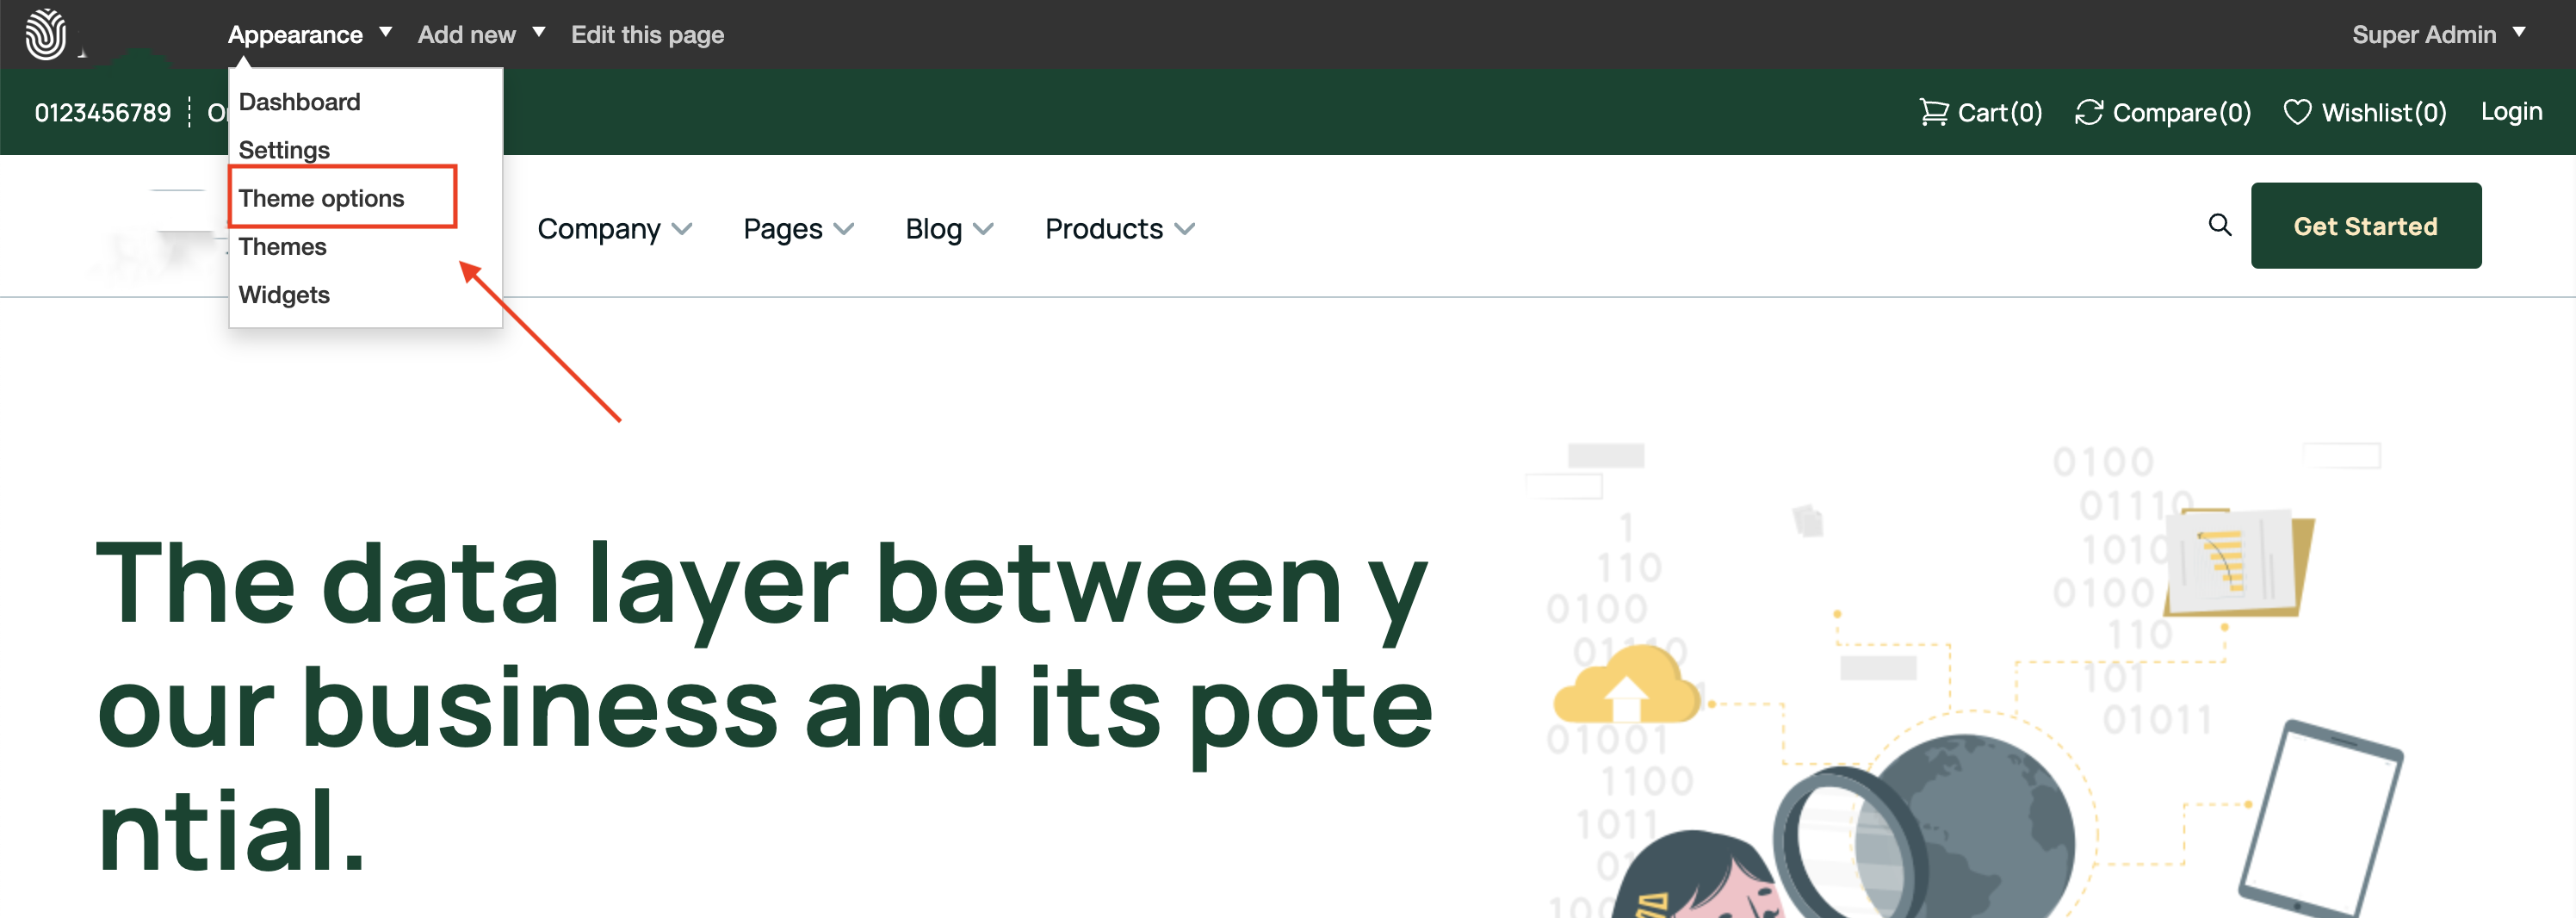 Appearance Add new Edit this page Super Admin
0123456789 Cart(0) Compare(0) Wishlist(0) Login
Dashboard
Settings
Theme options
Themes
Widgets
Company Pages Blog Products Get Started
The data layer between y
our business and its pote
ntial.
0100
01110
1010
0100
110
101
01011
1
110
0100
01110
01001
1100
1011